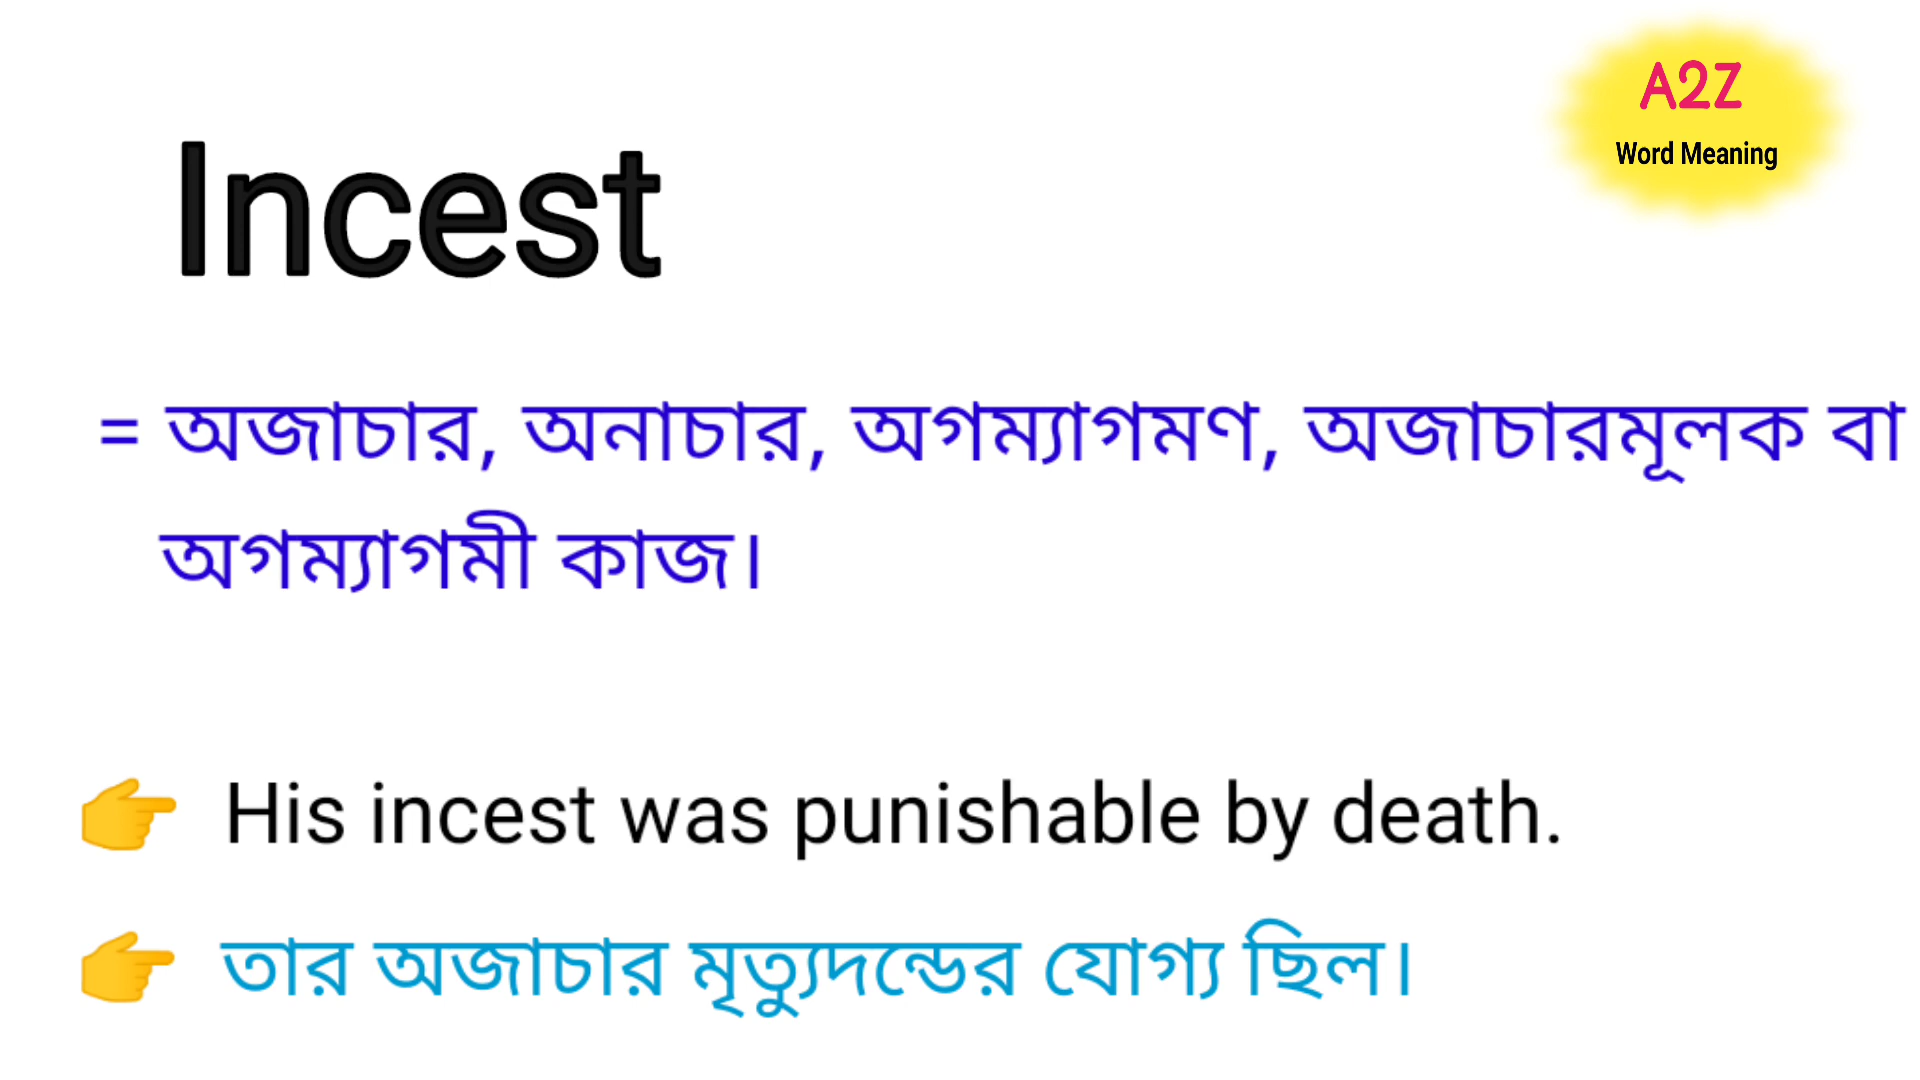 A2Z
Word Meaning
Incest
= অজাচার, অনাচার, অগম্যাগমণ, অজাচারমূলক বা
অগম্যাগমী কাজ।
👉 His incest was punishable by death.
👉 তার অজাচার মৃত্যুদন্ডের যোগ্য ছিল।